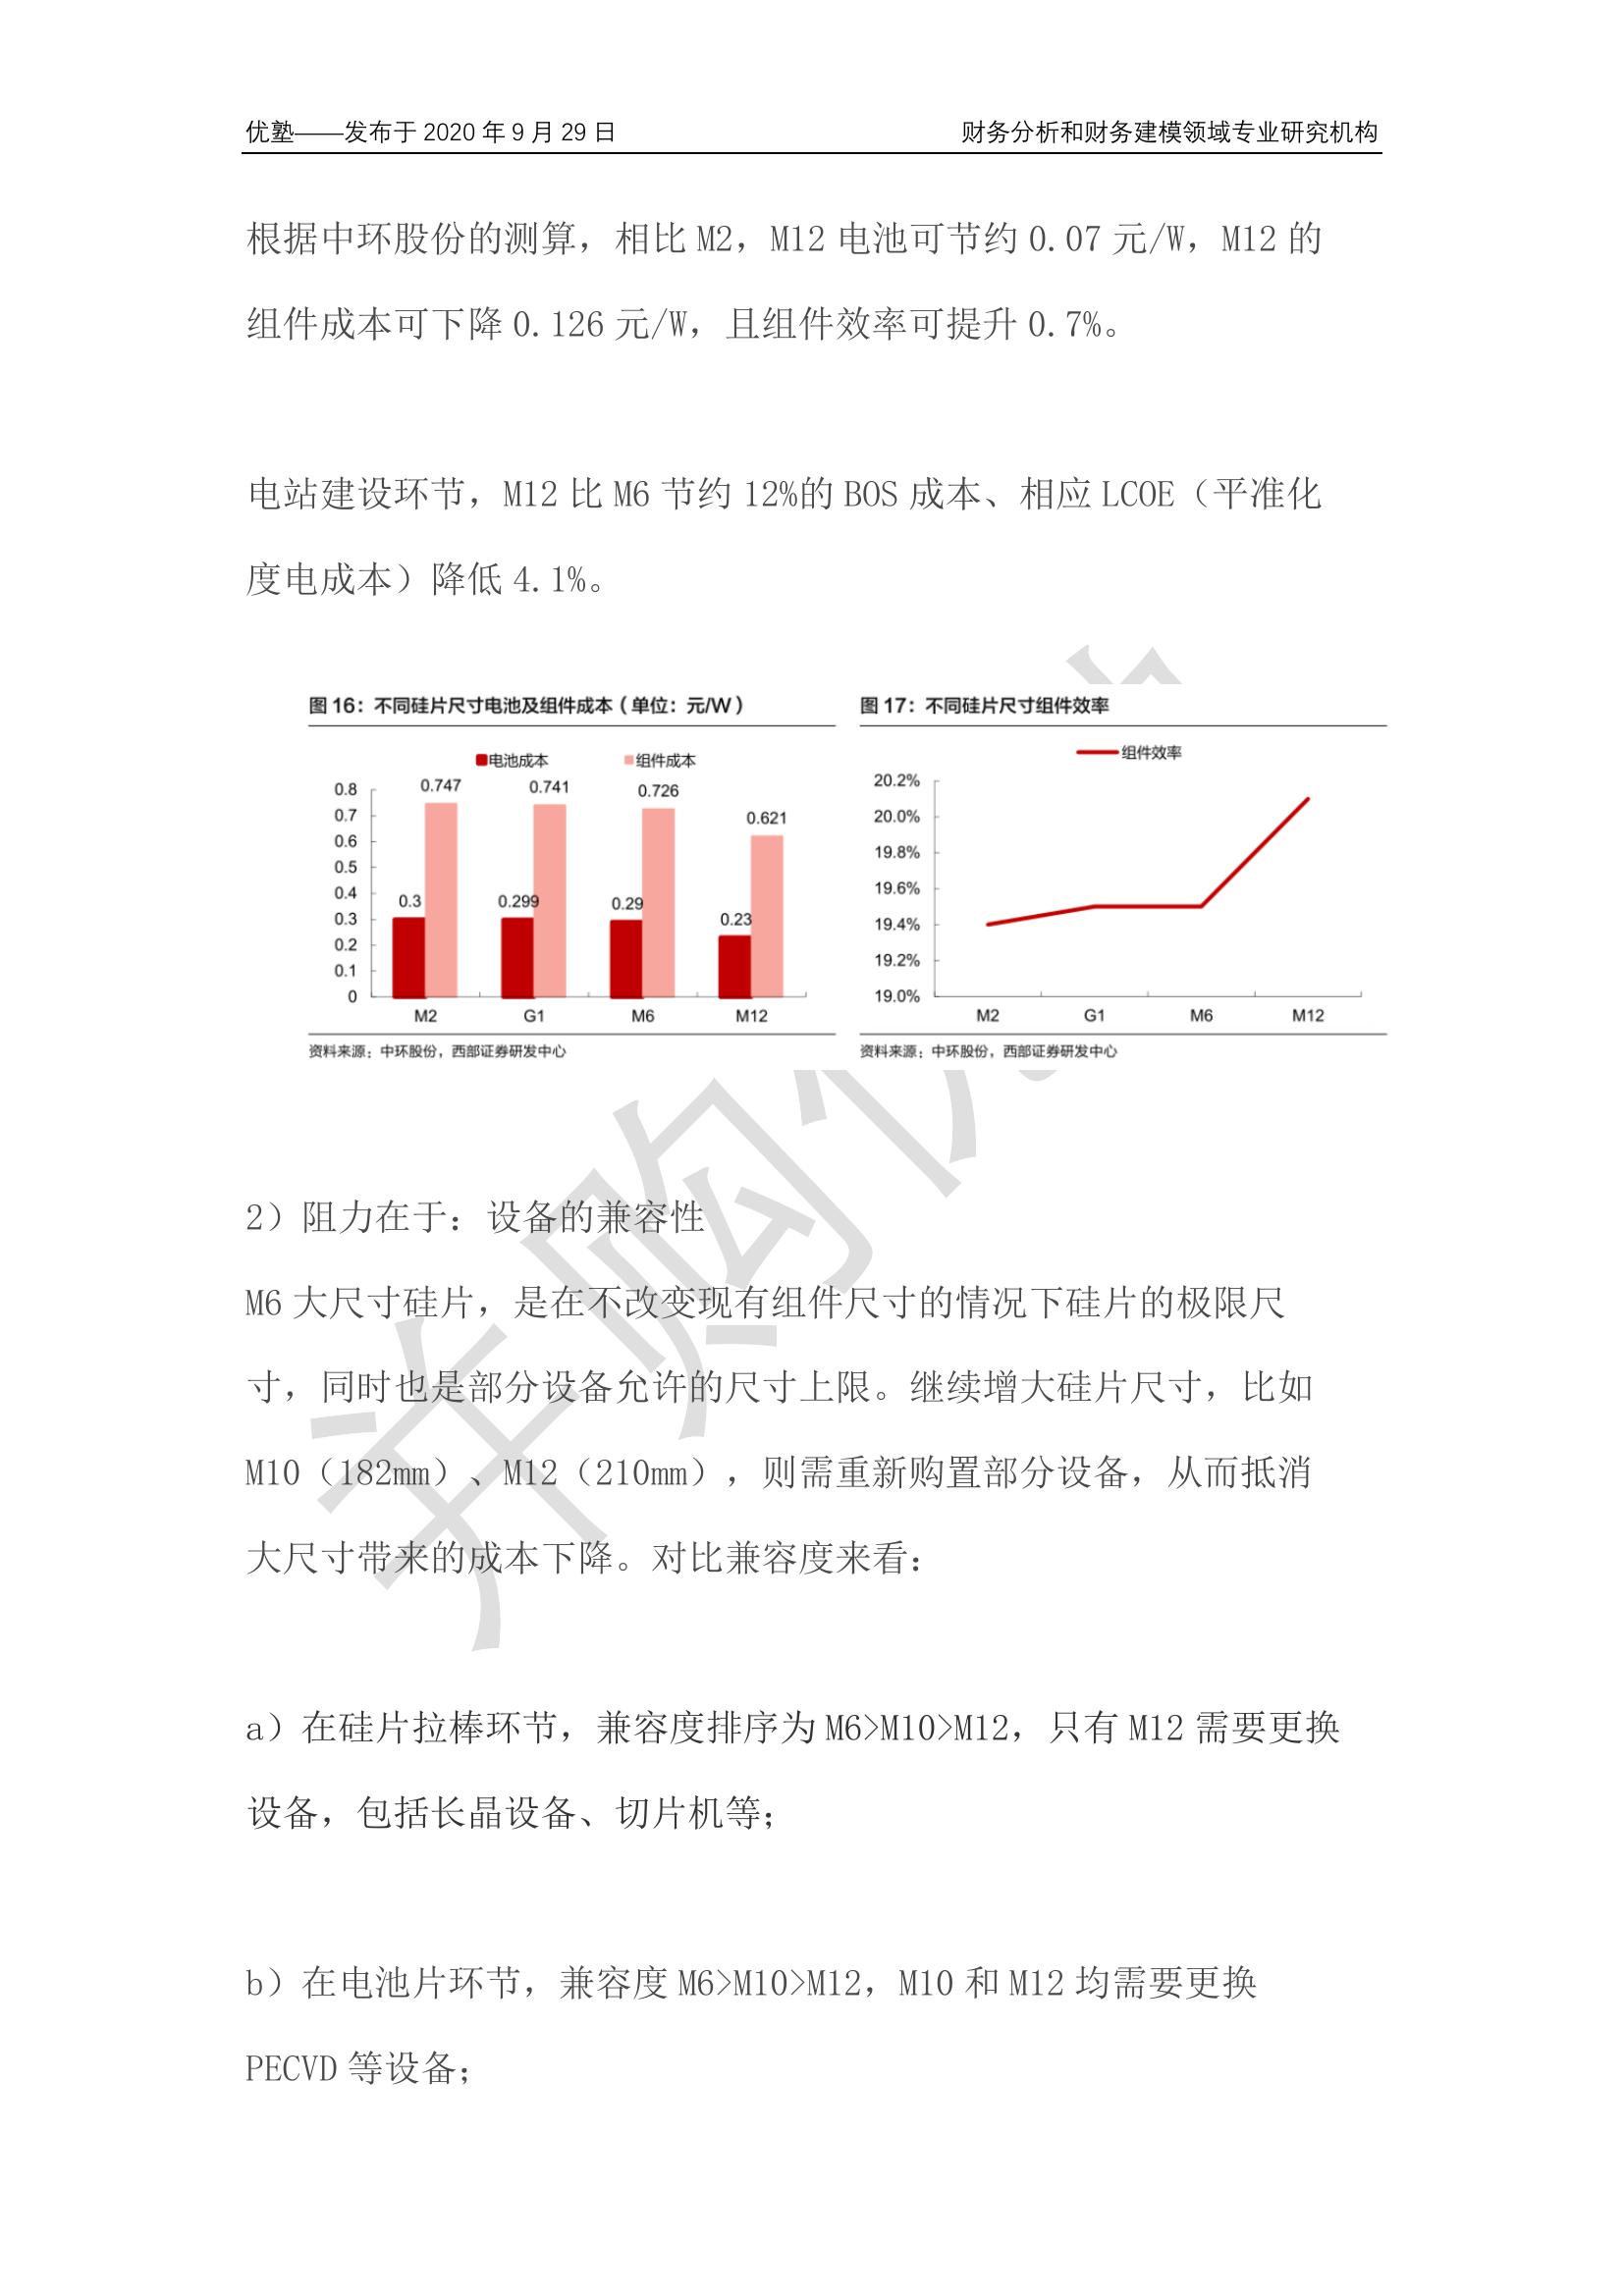 优塾——发布于 2020 年 9 月 29 日
财务分析和财务建模领域专业研究机构
根据中环股份的测算，相比 M2，M12 电池可节约 0.07 元/W，M12 的
组件成本可下降 0.126 元/W，且组件效率可提升 0.7%。
电站建设环节，M12 比 M6 节约 12%的 BOS 成本、相应 LCOE（平准化
度电成本）降低 4.1%。
图 16：不同硅片尺寸电池及组件成本（单位：元/W）
电池成本 组件成本
0.8
0.7
0.6
0.5
0.4
0.3
0.2
0.1
0
0.747
0.741
0.726
0.621
0.3
0.299
0.29
0.23
M2 G1 M6 M12
资料来源：中环股份，西部证券研发中心
图 17：不同硅片尺寸组件效率
组件效率
20.2%
20.0%
19.8%
19.6%
19.4%
19.2%
19.0%
M2 G1 M6 M12
资料来源：中环股份，西部证券研发中心
2）阻力在于：设备的兼容性
M6 大尺寸硅片，是在不改变现有组件尺寸的情况下硅片的极限尺
寸，同时也是部分设备允许的尺寸上限。继续增大硅片尺寸，比如
M10（182mm）、M12（210mm），则需重新购置部分设备，从而抵消
大尺寸带来的成本下降。对比兼容度来看：
a）在硅片拉棒环节，兼容度排序为 M6>M10>M12，只有 M12 需要更换
设备，包括长晶设备、切片机等；
b）在电池片环节，兼容度 M6>M10>M12，M10 和 M12 均需要更换
PECVD 等设备；